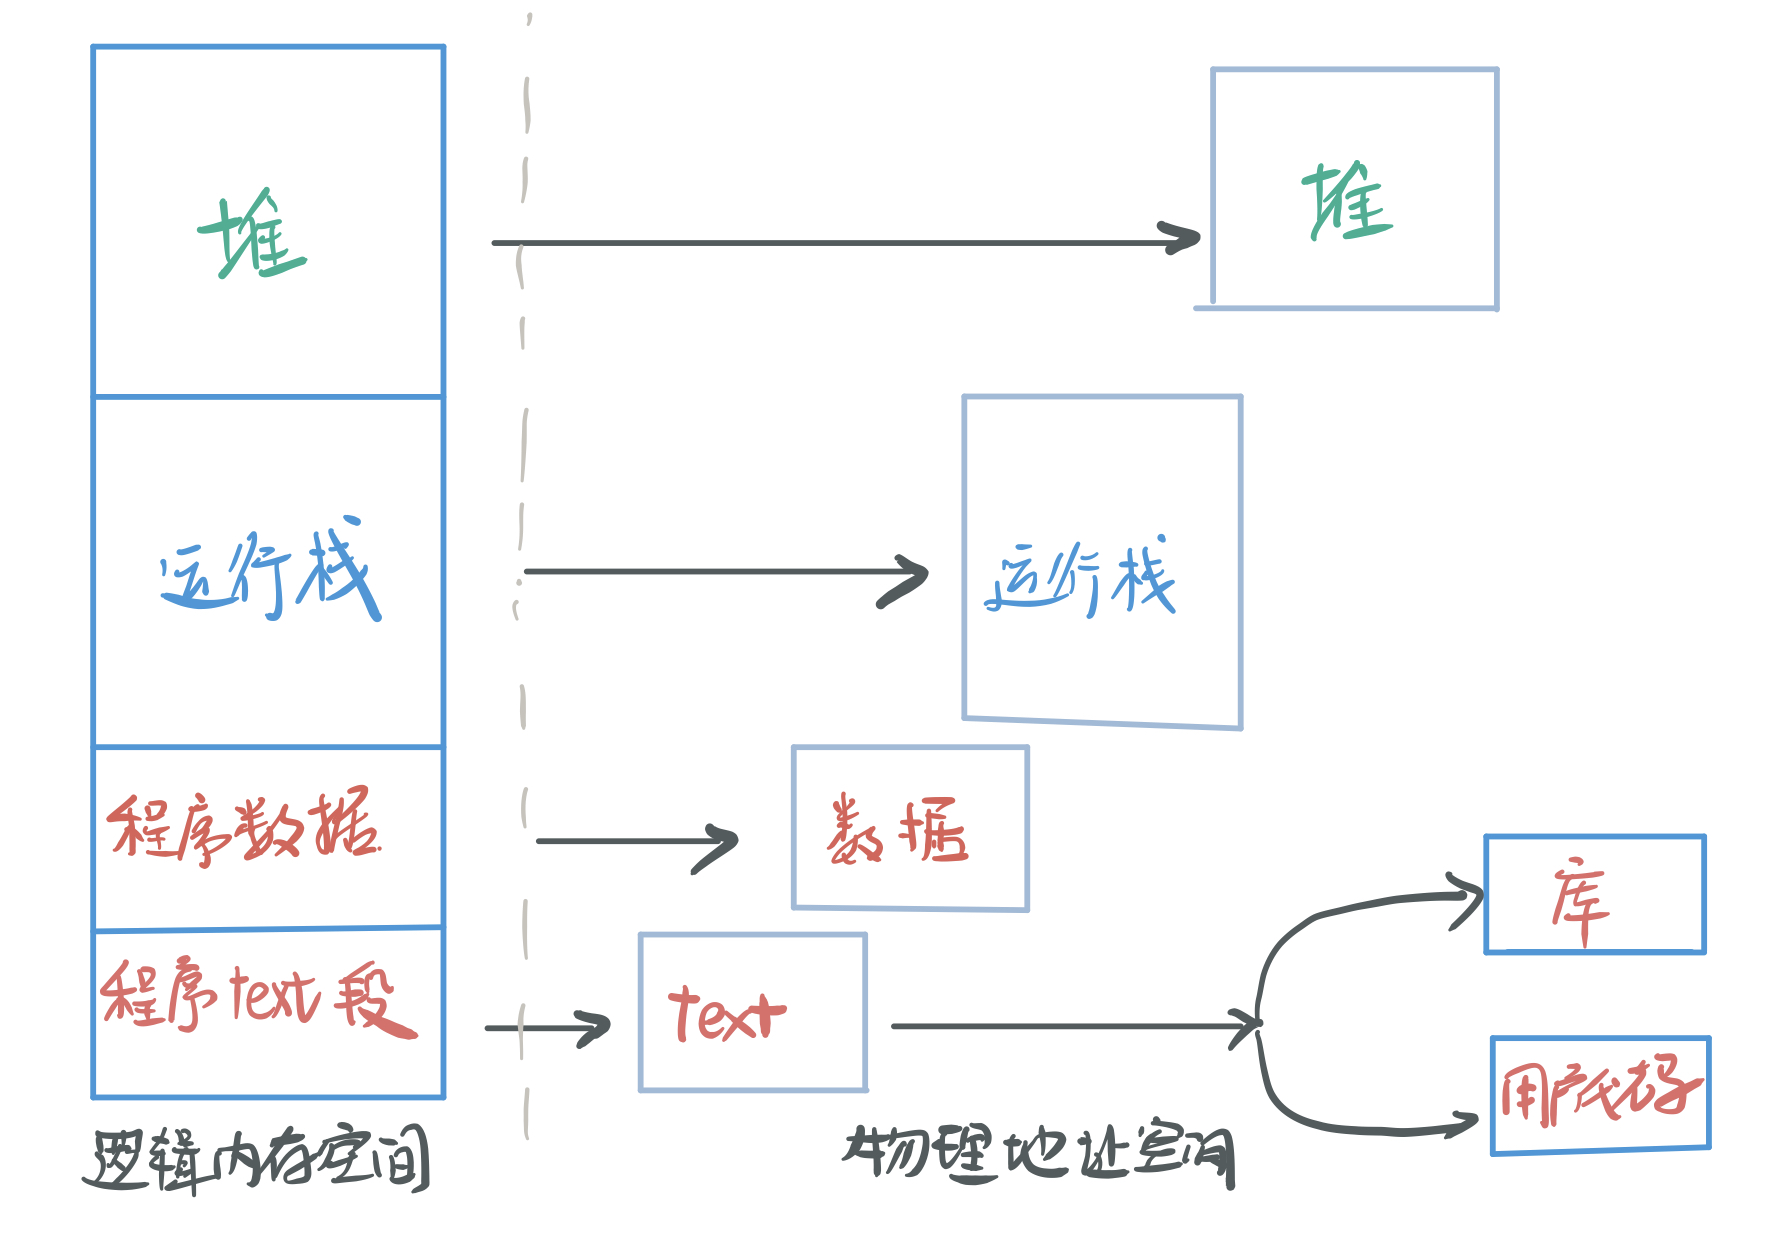 堆
运行栈
程序数据
程序text段
逻辑内存空间
堆
运行栈
数据
text
库
用户代码
物理地址空间